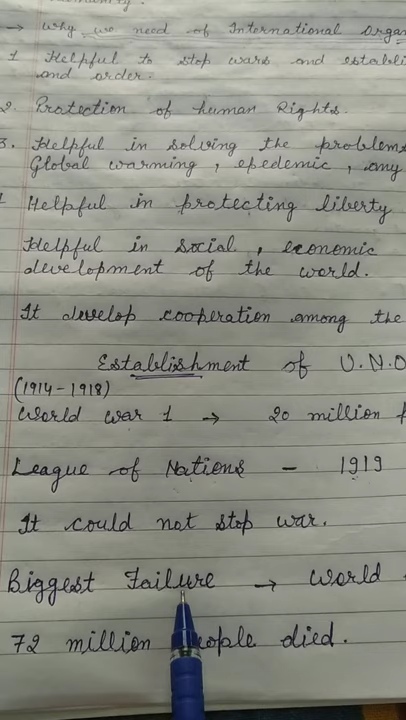 → Why we need of International Organ
1 Helpful to stop wars and establi
and order.
2. Protection of human Rights.
3. Helpful in solving the problems
Global warming, epedemic, any
Helpful in protecting liberty
Helpful in social, economic
development of the world.
It develop cooperation among the
Establishment of U.N.O
(1914-1918)
World war 1 → 20 million
League of Nations - 1919
It could not stop war.
Biggest Failure → World
72 million people died.